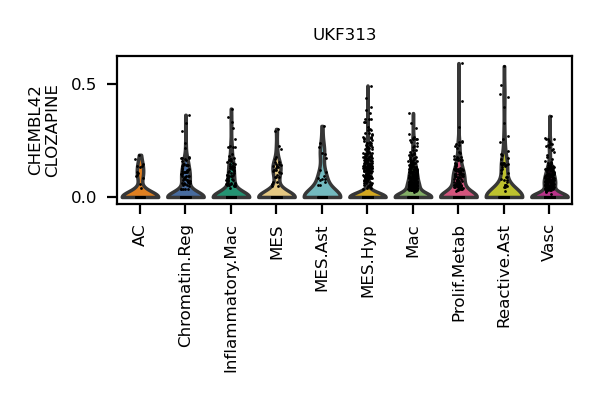 UKF313
CHEMBL42
CLOZAPINE
0.5
0.0
AC
Chromatin.Reg
Inflammatory.Mac
MES
MES.Ast
MES.Hyp
Mac
Prolif.Metab
Reactive.Ast
Vasc